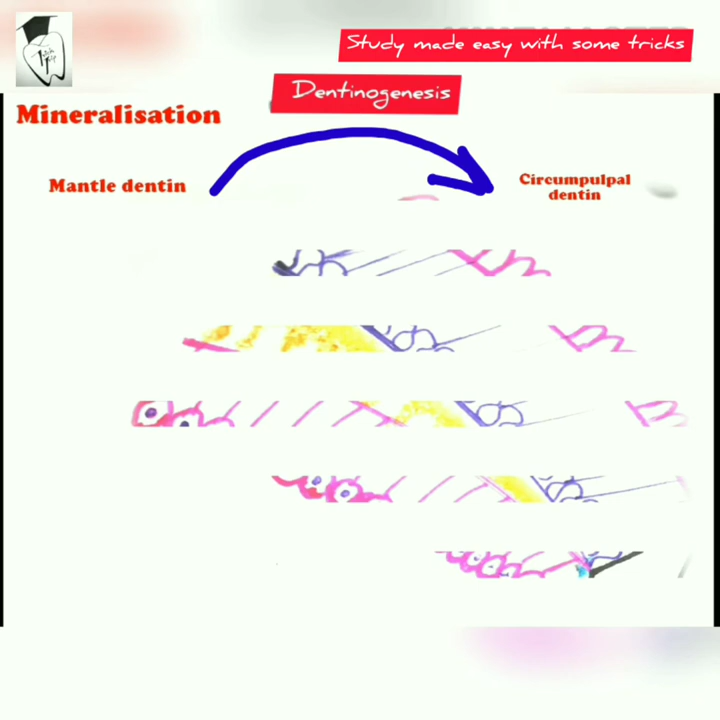 Study made easy with some tricks
Dentinogenesis
Mineralisation
Mantle dentin
Circumpulpal
dentin